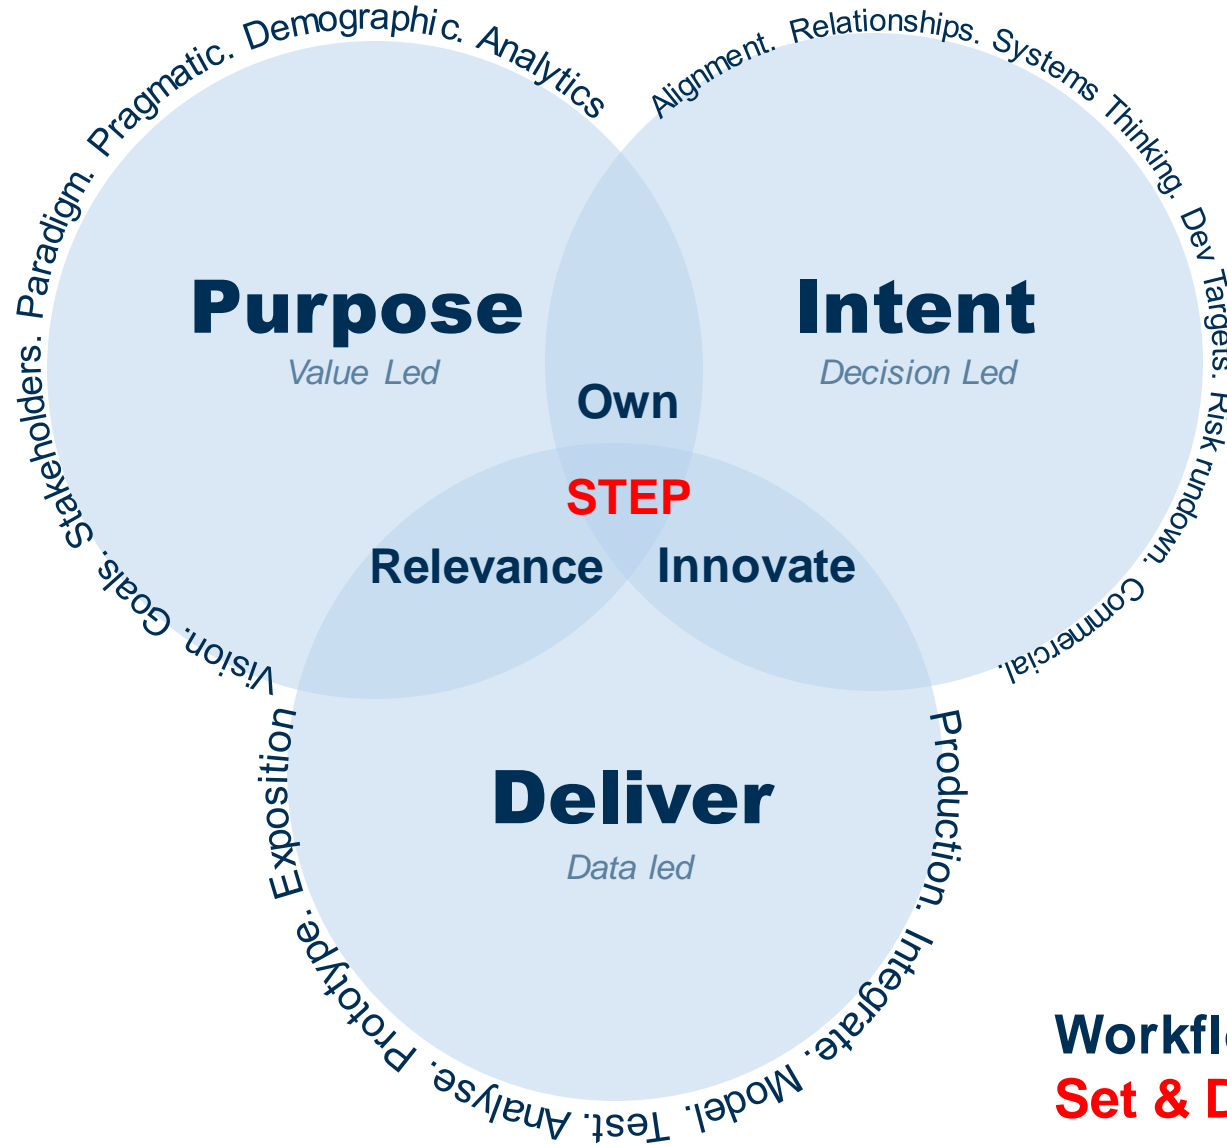 Vision. Goals. Stakeholders. Paradigm. Pragmatic. Demographic. Analytics
Alignment. Relationships. Systems Thinking. Dev Targets. Risk rundown. Commercial.
Purpose
Value Led
Intent
Decision Led
Own
STEP
Relevance
Innovate
Deliver
Data led
Production. Integrate. Model. Test. Analyse. Prototype. Exposition
Set &